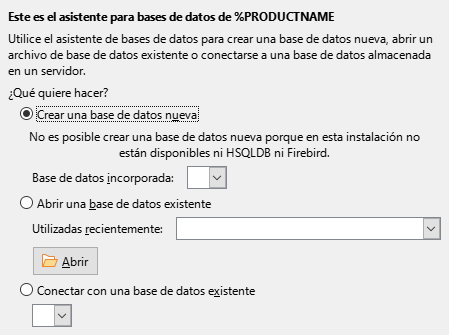 Este es el asistente para bases de datos de %PRODUCTNAME
Utilice el asistente de bases de datos para crear una base de datos nueva, abrir un
archivo de base de datos existente o conectarse a una base de datos almacenada
en un servidor.
¿Qué quiere hacer?
Crear una base de datos nueva
No es posible crear una base de datos nueva porque en esta instalación no
están disponibles ni HSQLDB ni Firebird.
Base de datos incorporada:
Abrir una base de datos existente
Utilizadas recientemente:
Abrir
Conectar con una base de datos existente